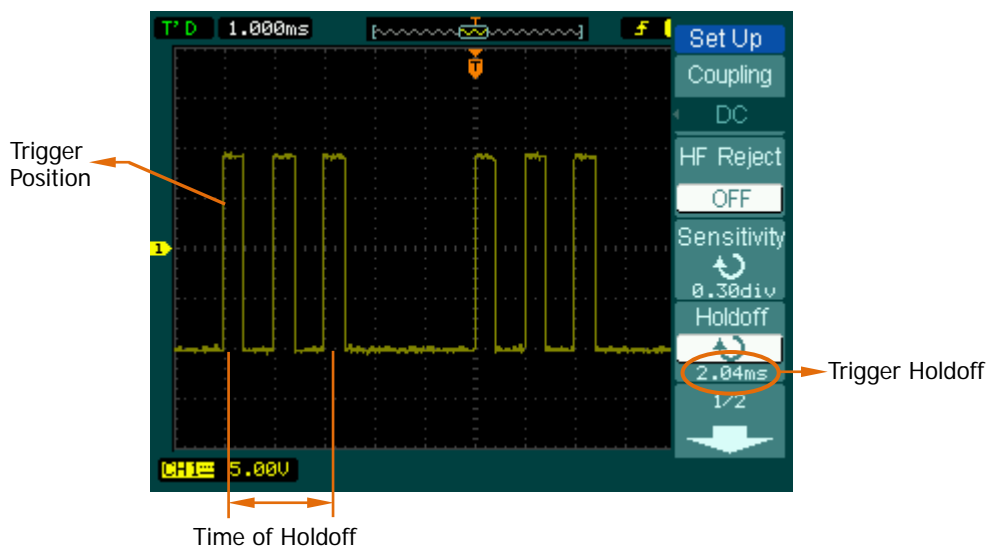 T'D 1.000ms
T
Set Up
Coupling
DC
HF Reject
OFF
Sensitivity
0.30div
Holdoff
2.04ms
1/2
Trigger
Position
1
Trigger Holdoff
CH1 5.00V
Time of Holdoff